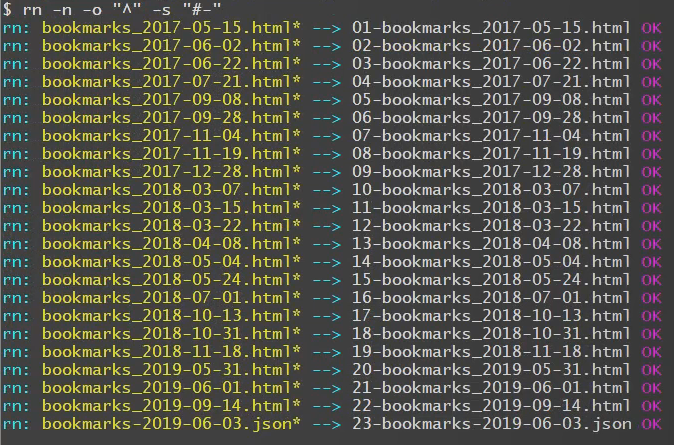 $ rn -n -o "^" -s "#-"
rn: bookmarks_2017-05-15.html* --> 01-bookmarks_2017-05-15.html OK
rn: bookmarks_2017-06-02.html* --> 02-bookmarks_2017-06-02.html OK
rn: bookmarks_2017-06-22.html* --> 03-bookmarks_2017-06-22.html OK
rn: bookmarks_2017-07-21.html* --> 04-bookmarks_2017-07-21.html OK
rn: bookmarks_2017-09-08.html* --> 05-bookmarks_2017-09-08.html OK
rn: bookmarks_2017-09-28.html* --> 06-bookmarks_2017-09-28.html OK
rn: bookmarks_2017-11-04.html* --> 07-bookmarks_2017-11-04.html OK
rn: bookmarks_2017-11-19.html* --> 08-bookmarks_2017-11-19.html OK
rn: bookmarks_2017-12-28.html* --> 09-bookmarks_2017-12-28.html OK
rn: bookmarks_2018-03-07.html* --> 10-bookmarks_2018-03-07.html OK
rn: bookmarks_2018-03-15.html* --> 11-bookmarks_2018-03-15.html OK
rn: bookmarks_2018-03-22.html* --> 12-bookmarks_2018-03-22.html OK
rn: bookmarks_2018-04-08.html* --> 13-bookmarks_2018-04-08.html OK
rn: bookmarks_2018-05-04.html* --> 14-bookmarks_2018-05-04.html OK
rn: bookmarks_2018-05-24.html* --> 15-bookmarks_2018-05-24.html OK
rn: bookmarks_2018-07-01.html* --> 16-bookmarks_2018-07-01.html OK
rn: bookmarks_2018-10-13.html* --> 17-bookmarks_2018-10-13.html OK
rn: bookmarks_2018-10-31.html* --> 18-bookmarks_2018-10-31.html OK
rn: bookmarks_2018-11-18.html* --> 19-bookmarks_2018-11-18.html OK
rn: bookmarks_2019-05-31.html* --> 20-bookmarks_2019-05-31.html OK
rn: bookmarks_2019-06-01.html* --> 21-bookmarks_2019-06-01.html OK
rn: bookmarks_2019-09-14.html* --> 22-bookmarks_2019-09-14.html OK
rn: bookmarks-2019-06-03.json* --> 23-bookmarks-2019-06-03.json OK